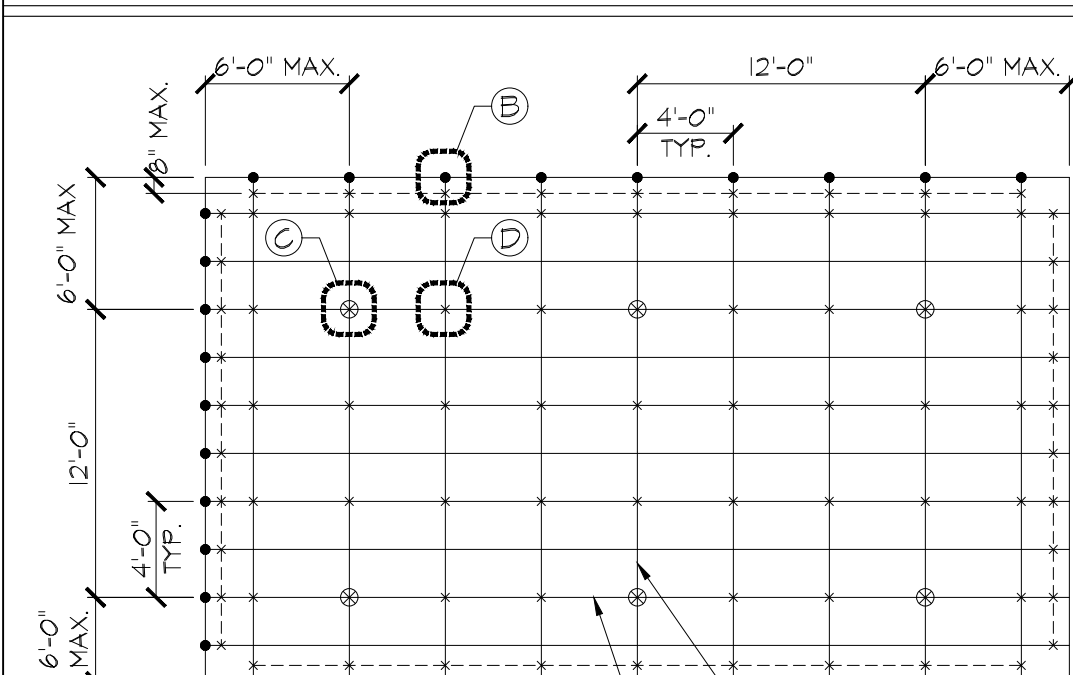 6'-0" MAX.
12'-0"
6'-0" MAX.
B
4'-0"
TYP.
8" MAX.
6'-0" MAX
C
D
12'-0"
4'-0"
TYP.
6'-0"
MAX.